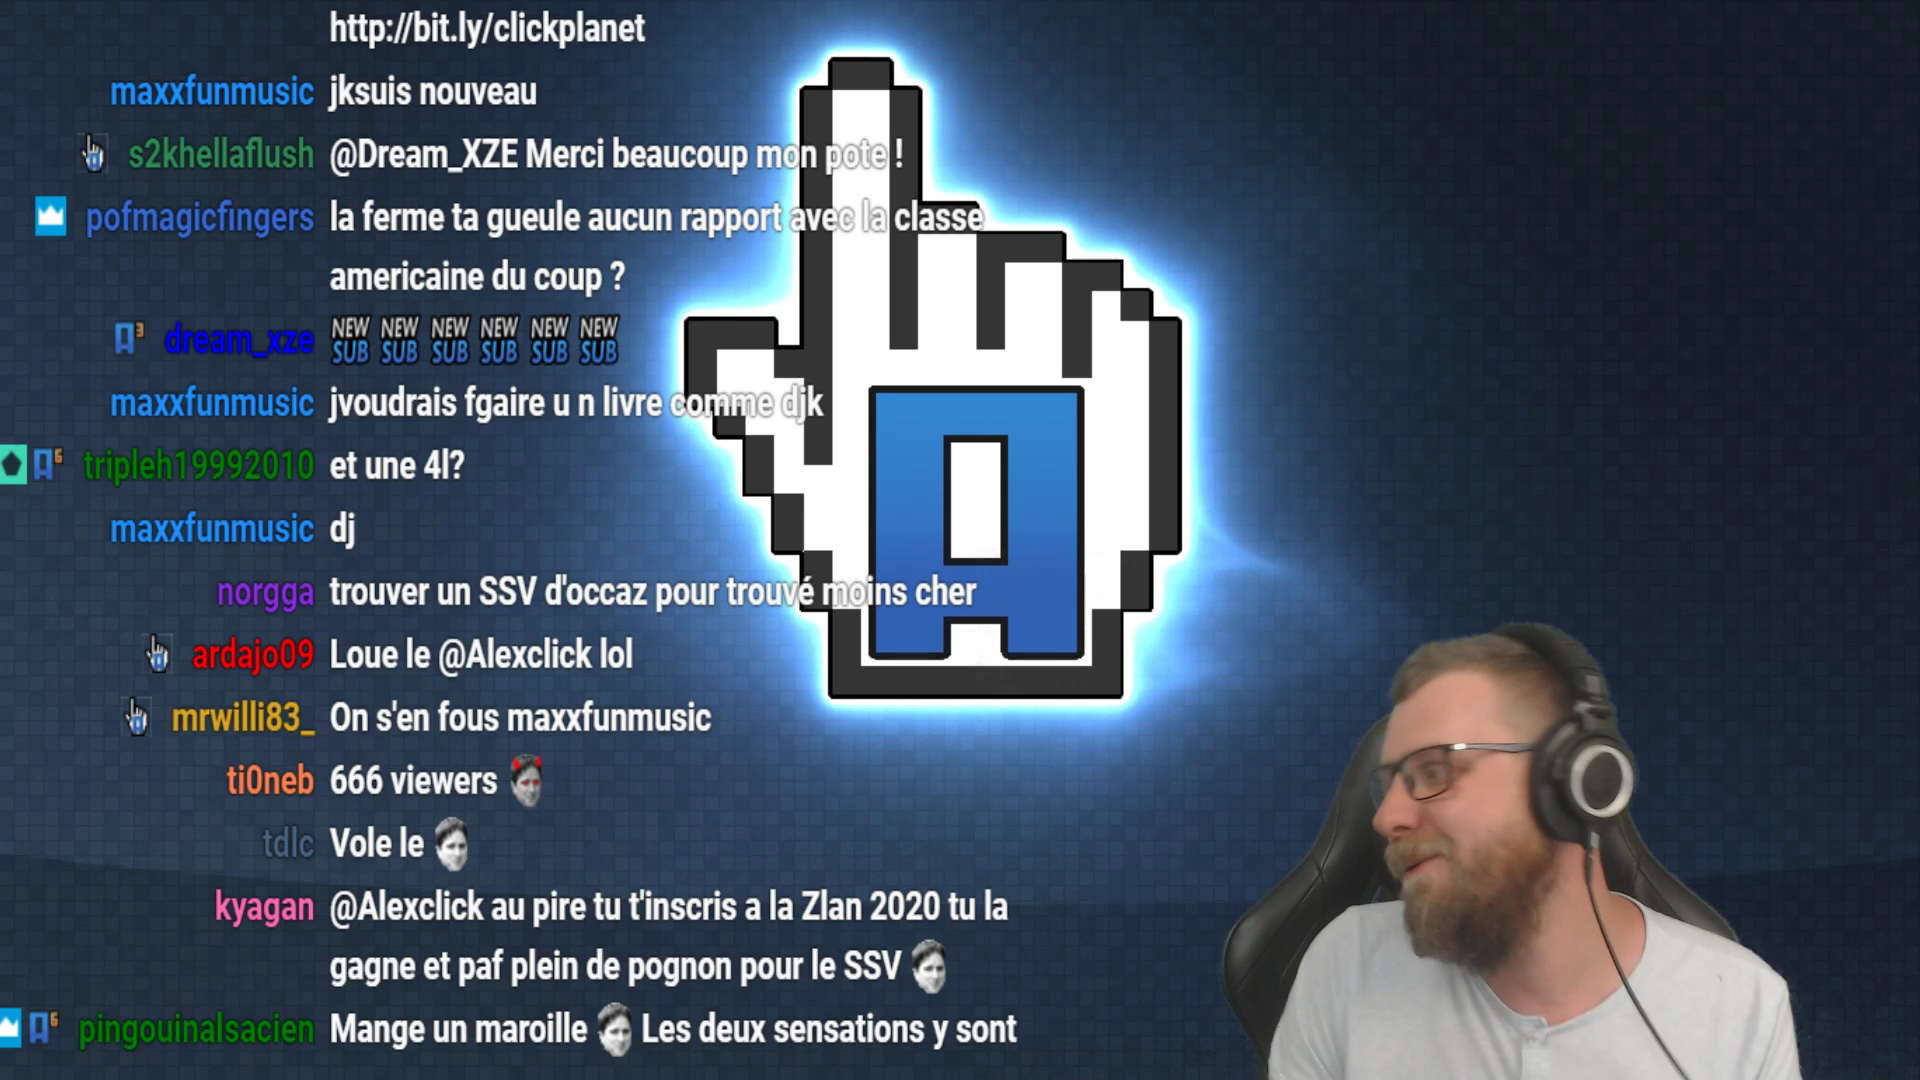 http://bit.ly/clickplanet
maxxfunmusic jksuis nouveau
s2khellaflush @Dream_XZE Merci beaucoup mon pote !
pofmagicfingers la ferme ta gueule aucun rapport avec la classe
americaine du coup ?
3 dream_xze NEW SUB NEW SUB NEW SUB NEW SUB NEW SUB NEW SUB
maxxfunmusic jvoudrais fgaire u n livre comme djk
6 tripleh19992010 et une 4l?
maxxfunmusic dj
norgga trouver un SSV d'occaz pour trouvé moins cher
ardajo09 Loue le @Alexclick lol
mrwilli83_ On s'en fous maxxfunmusic
ti0neb 666 viewers
tdlc Vole le
kyagan @Alexclick au pire tu t'inscris a la Zlan 2020 tu la
gagne et paf plein de pognon pour le SSV
6 pingouinalsacien Mange un maroille Les deux sensations y sont
A